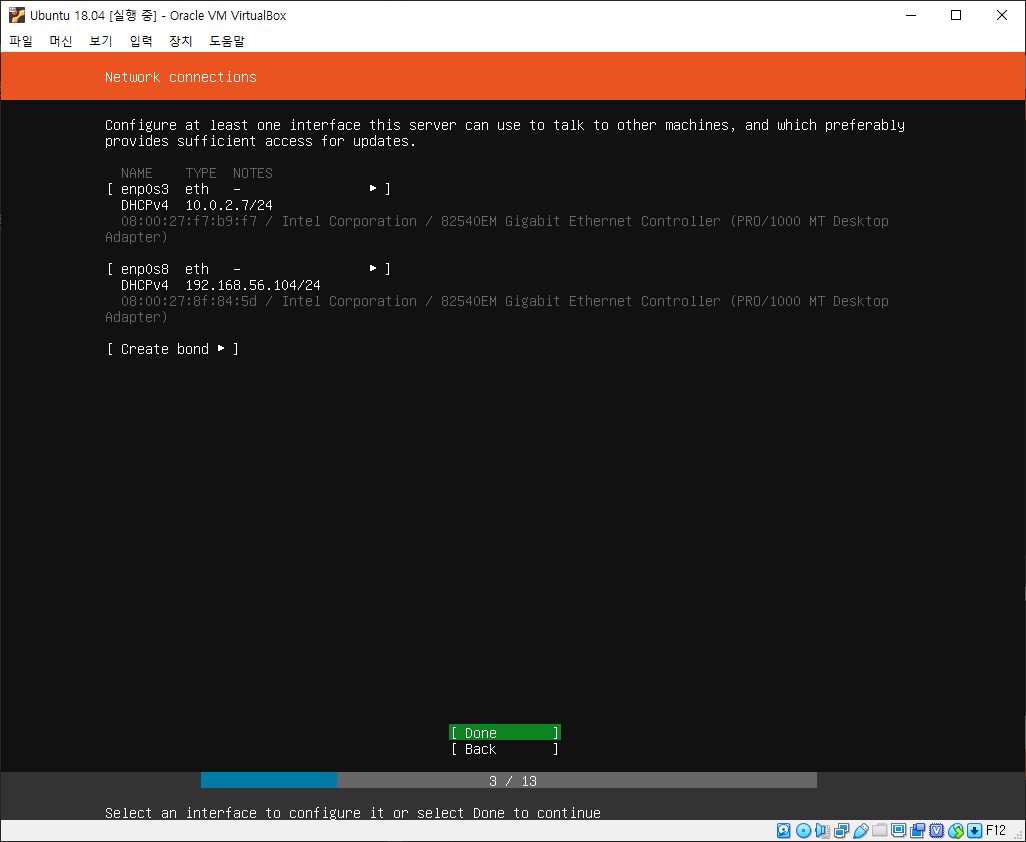 Ubuntu 18.04 [실행 중] - Oracle VM VirtualBox
파일 머신 보기 입력 장치 도움말
Network connections
Configure at least one interface this server can use to talk to other machines, and which preferably
provides sufficient access for updates.
NAME TYPE NOTES
[ enp0s3 eth - ▸ ]
DHCPv4 10.0.2.7/24
08:00:27:f7:b9:f7 / Intel Corporation / 82540EM Gigabit Ethernet Controller (PRO/1000 MT Desktop
Adapter)
[ enp0s8 eth - ▸ ]
DHCPv4 192.168.56.104/24
08:00:27:8f:84:5d / Intel Corporation / 82540EM Gigabit Ethernet Controller (PRO/1000 MT Desktop
Adapter)
[ Create bond ▸ ]
[ Done ]
[ Back ]
3 / 13
Select an interface to configure it or select Done to continue
F12